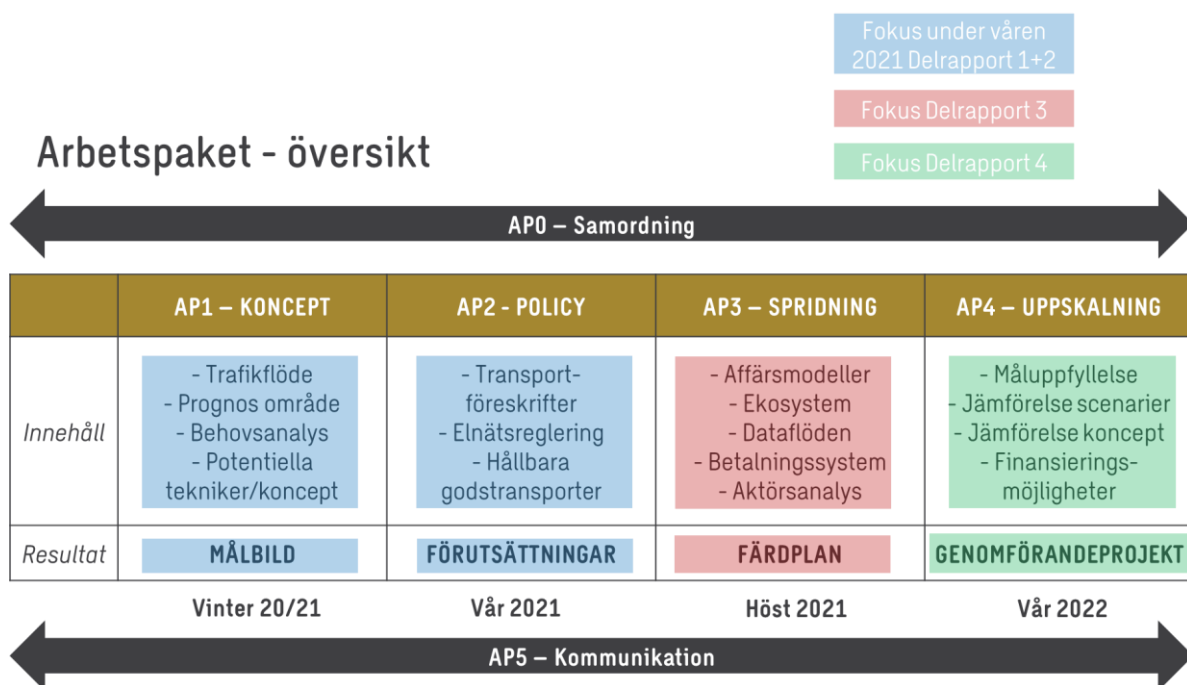 Fokus under våren
2021 Delrapport 1+2
Fokus Delrapport 3
Fokus Delrapport 4
Arbetspaket - översikt
AP0 – Samordning
AP1 – KONCEPT
AP2 - POLICY
AP3 – SPRIDNING
AP4 – UPPSKALNING
Innehåll
- Trafikflöde
- Prognos område
- Behovsanalys
- Potentiella
tekniker/koncept
- Transport-
föreskrifter
- Elnätsreglering
- Hållbara
godstransporter
- Affärsmodeller
- Ekosystem
- Dataflöden
- Betalningssystem
- Aktörsanalys
- Måluppfyllelse
- Jämförelse scenarier
- Jämförelse koncept
- Finansierings-
möjligheter
Resultat
MÅLBILD
FÖRUTSÄTTNINGAR
FÄRDPLAN
GENOMFÖRANDEPROJEKT
Vinter 20/21
Vår 2021
Höst 2021
Vår 2022
AP5 – Kommunikation